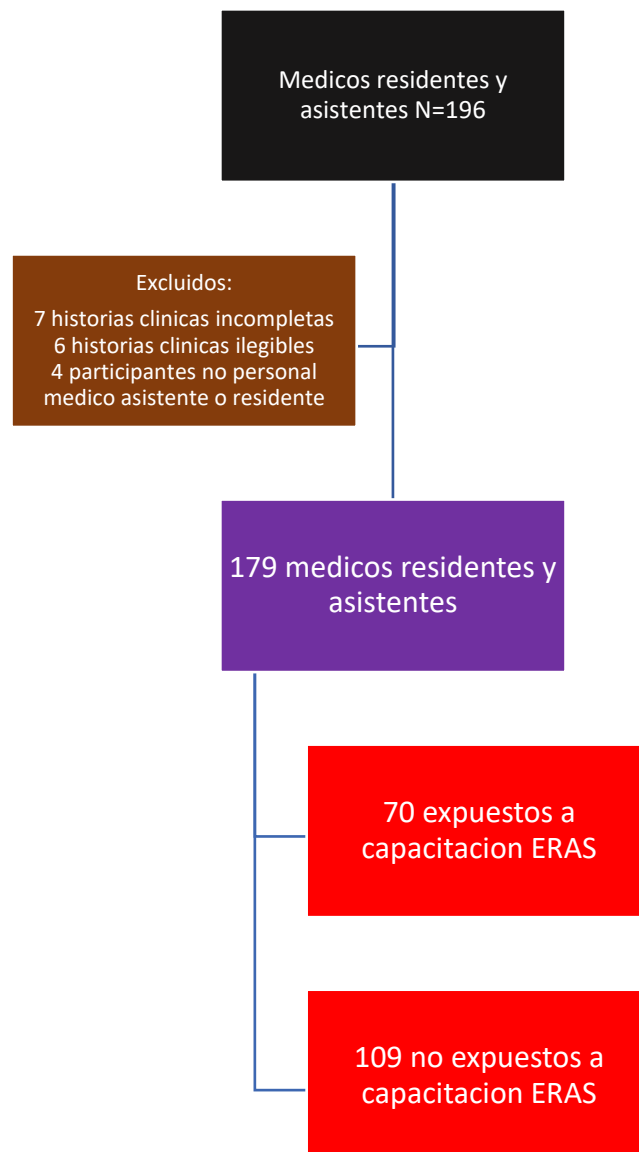 Medicos residentes y
asistentes N=196
Excluidos:
7 historias clinicas incompletas
6 historias clinicas ilegibles
4 participantes no personal
medico asistente o residente
179 medicos residentes y
asistentes
70 expuestos a
capacitacion ERAS
109 no expuestos a
capacitacion ERAS